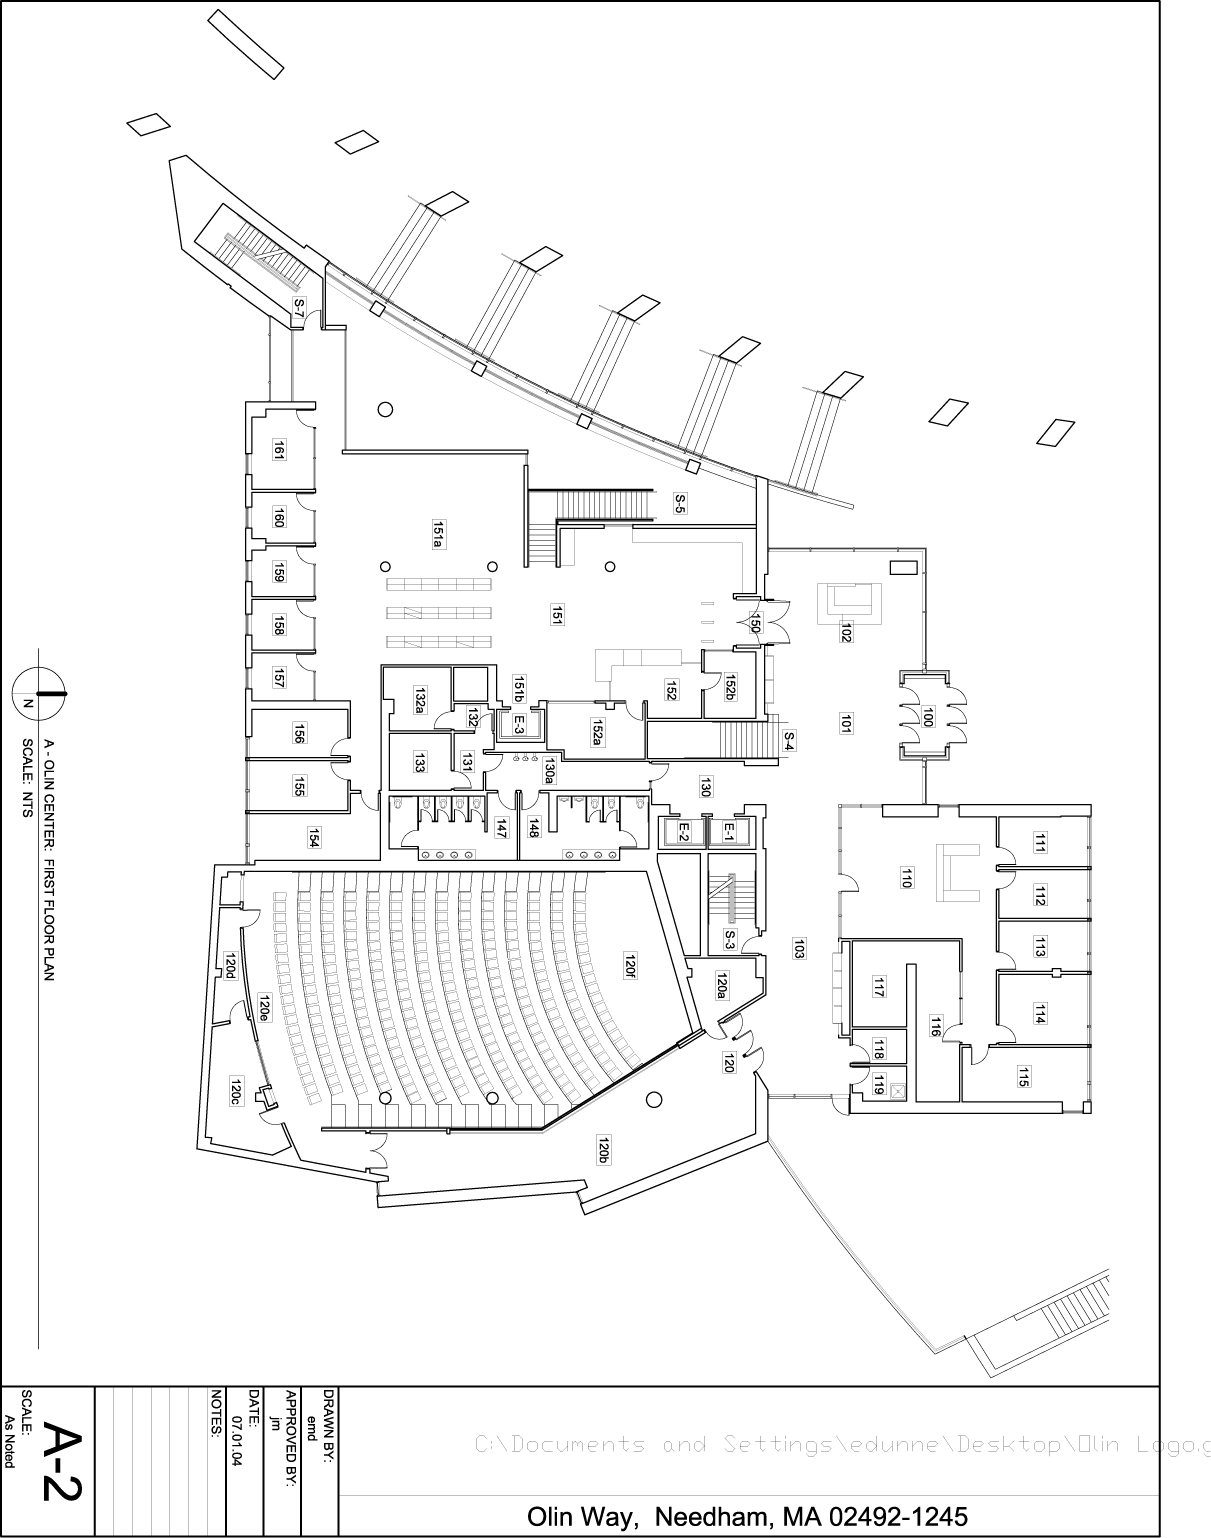 S-7
161
160
159
158
157
156
155
154
151a
S-5
151
150
102
151b
152
152b
132a
132
E-3
152a
101
100
S-4
133
131
130a
130
147
148
E-2
E-1
111
110
112
S-3
103
113
120d
120f
120a
117
120e
116
114
118
120
120c
119
115
120b
N
A - OLIN CENTER: FIRST FLOOR PLAN
SCALE: NTS
DRAWN BY:
emd
APPROVED BY:
jm
DATE:
07.01.04
NOTES:
SCALE:
As Noted
A-2
C:\Documents and Settings\edunne\Desktop\Olin Logo.g
Olin Way, Needham, MA 02492-1245